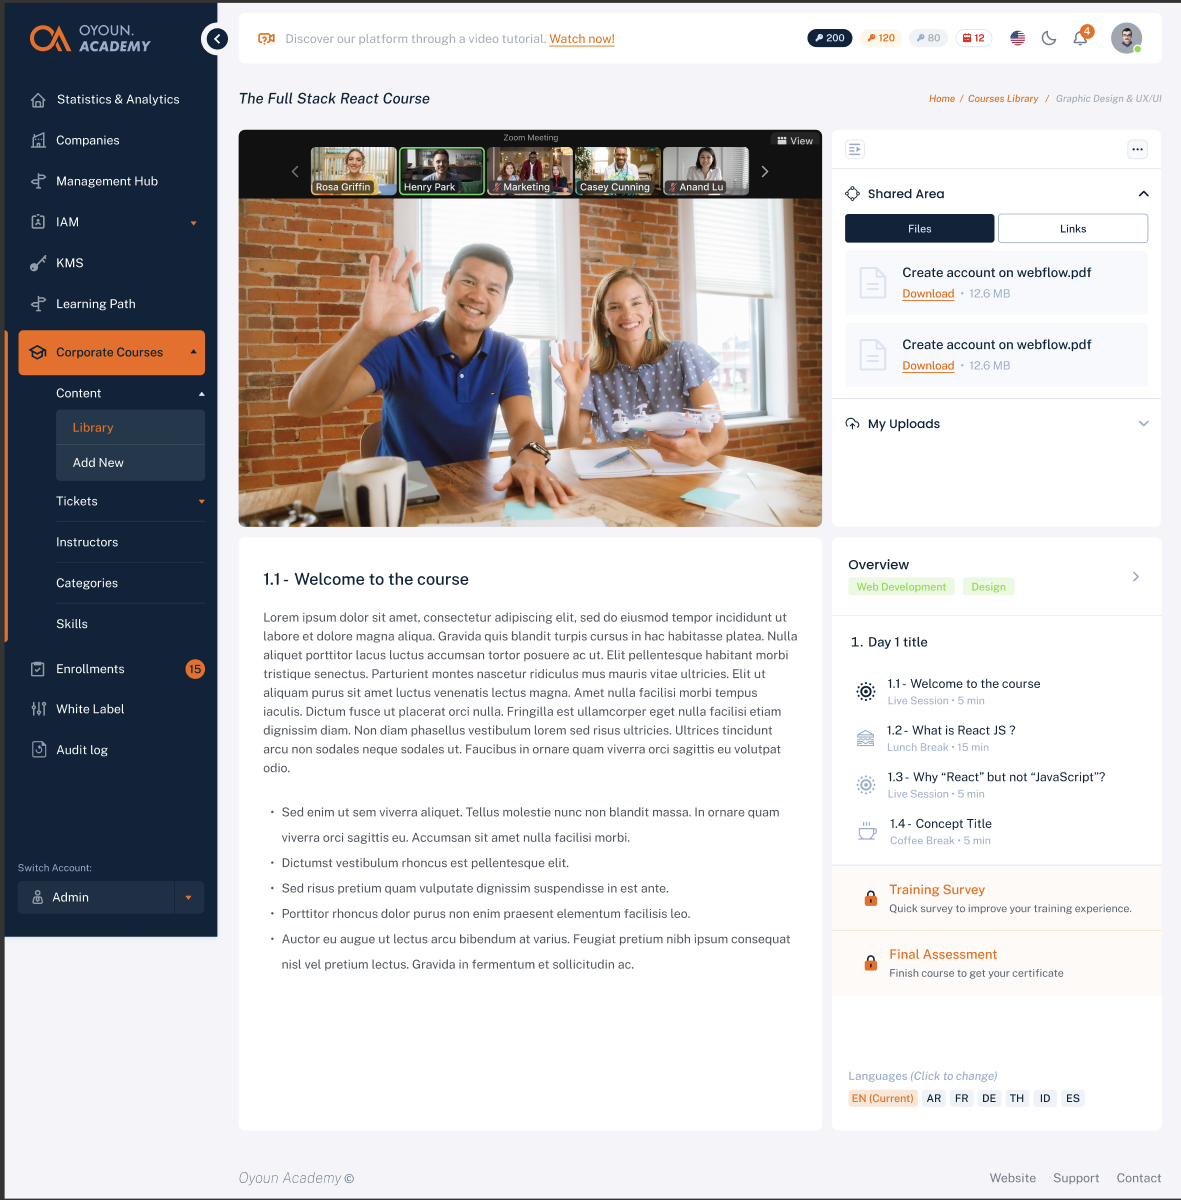 OYOUN.
ACADEMY
Discover our platform through a video tutorial. Watch now!
200
120
80
12
4
Statistics & Analytics
Companies
Management Hub
IAM
KMS
Learning Path
Corporate Courses
Content
Library
Add New
Tickets
Instructors
Categories
Skills
Enrollments
15
White Label
Audit log
Switch Account:
Admin
The Full Stack React Course
Home / Courses Library / Graphic Design & UX/UI
Zoom Meeting
View
Rosa Griffin
Henry Park
Marketing
Casey Cunning
Anand Lu
Shared Area
Files
Links
Create account on webflow.pdf
Download • 12.6 MB
Create account on webflow.pdf
Download • 12.6 MB
My Uploads
1.1 - Welcome to the course
Lorem ipsum dolor sit amet, consectetur adipiscing elit, sed do eiusmod tempor incididunt ut
labore et dolore magna aliqua. Gravida quis blandit turpis cursus in hac habitasse platea. Nulla
aliquet porttitor lacus luctus accumsan tortor posuere ac ut. Elit pellentesque habitant morbi
tristique senectus. Parturient montes nascetur ridiculus mus mauris vitae ultricies. Elit ut
aliquam purus sit amet luctus venenatis lectus magna. Amet nulla facilisi morbi tempus
iaculis. Dictum fusce ut placerat orci nulla. Fringilla est ullamcorper eget nulla facilisi etiam
dignissim diam. Non diam phasellus vestibulum lorem sed risus ultricies. Ultrices tincidunt
arcu non sodales neque sodales ut. Faucibus in ornare quam viverra orci sagittis eu volutpat
odio.
• Sed enim ut sem viverra aliquet. Tellus molestie nunc non blandit massa. In ornare quam
viverra orci sagittis eu. Accumsan sit amet nulla facilisi morbi.
• Dictumst vestibulum rhoncus est pellentesque elit.
• Sed risus pretium quam vulputate dignissim suspendisse in est ante.
• Porttitor rhoncus dolor purus non enim praesent elementum facilisis leo.
• Auctor eu augue ut lectus arcu bibendum at varius. Feugiat pretium nibh ipsum consequat
nisl vel pretium lectus. Gravida in fermentum et sollicitudin ac.
Overview
Web Development
Design
1. Day 1 title
1.1 - Welcome to the course
Live Session • 5 min
1.2 - What is React JS ?
Lunch Break • 15 min
1.3 - Why “React” but not “JavaScript”?
Live Session • 5 min
1.4 - Concept Title
Coffee Break • 5 min
Training Survey
Quick survey to improve your training experience.
Final Assessment
Finish course to get your certificate
Languages (Click to change)
EN (Current) AR FR DE TH ID ES
Oyoun Academy ©
Website Support Contact